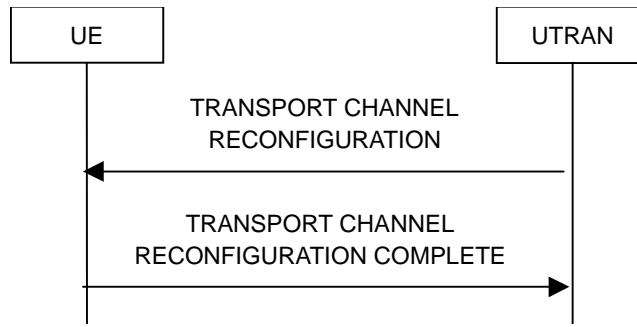 UE
UTRAN
TRANSPORT CHANNEL
RECONFIGURATION
TRANSPORT CHANNEL
RECONFIGURATION COMPLETE